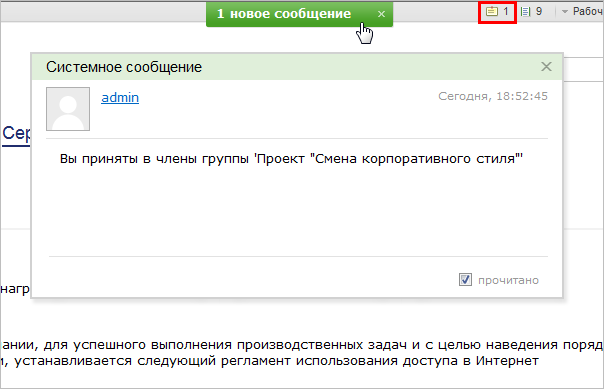 1 новое сообщение ×
1
9
Рабоч
Системное сообщение
admin
Сегодня, 18:52:45
Сер
Вы приняты в члены группы 'Проект "Смена корпоративного стиля"'
прочитано
нагр
ании, для успешного выполнения производственных задач и с целью наведения поряд
и, устанавливается следующий регламент использования доступа в Интернет